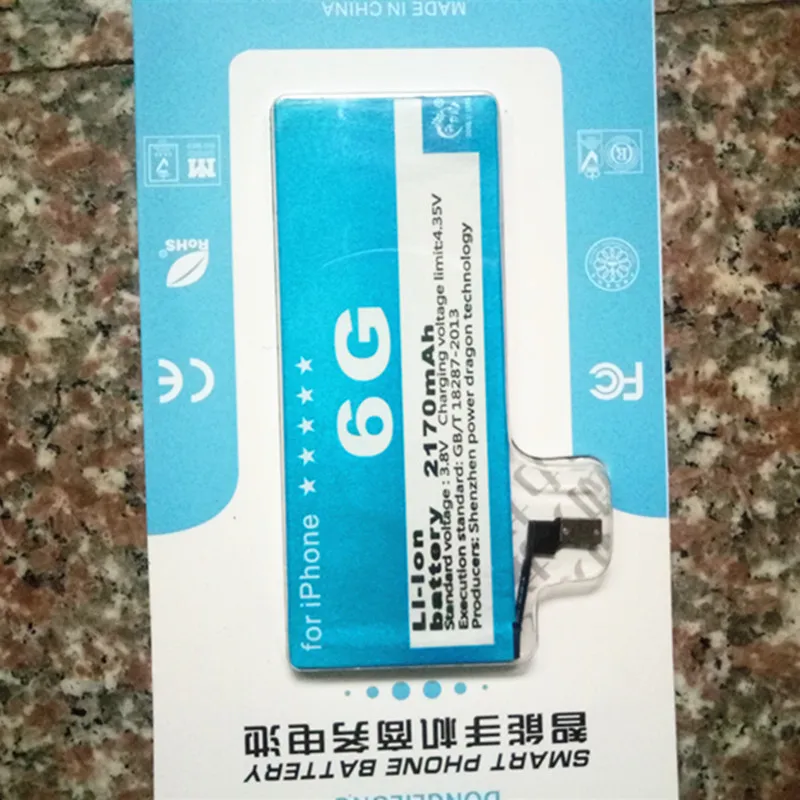 for iPhone ★★★★★
6G
LI-Ion
battery 2170mAh
Standard voltage : 3.8V Charging voltage limit:4.35V
Execution standard: GB/T 18287-2013
Producers: Shenzhen power dragon technology
SMART PHONE BATTERY
智能手机商务电池
FC
CE
RoHS
R
MADE IN CHINA